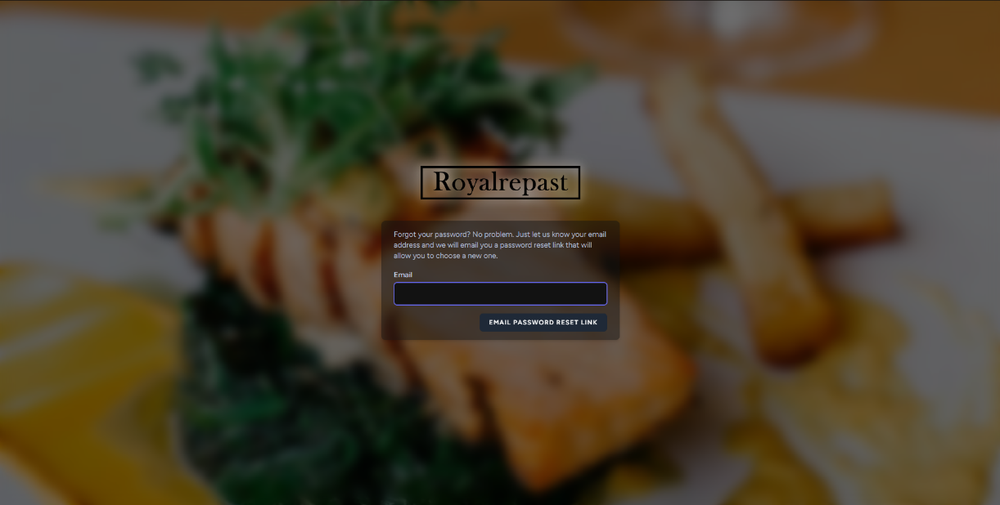 Royalrepast
Forgot your password? No problem. Just let us know your email
address and we will email you a password reset link that will
allow you to choose a new one.
Email
EMAIL PASSWORD RESET LINK